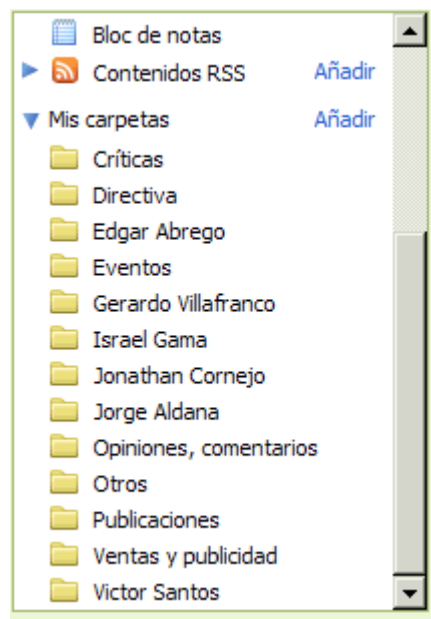 Bloc de notas
Contenidos RSS Añadir
Mis carpetas Añadir
Críticas
Directiva
Edgar Abrego
Eventos
Gerardo Villafranco
Israel Gama
Jonathan Cornejo
Jorge Aldana
Opiniones, comentarios
Otros
Publicaciones
Ventas y publicidad
Victor Santos